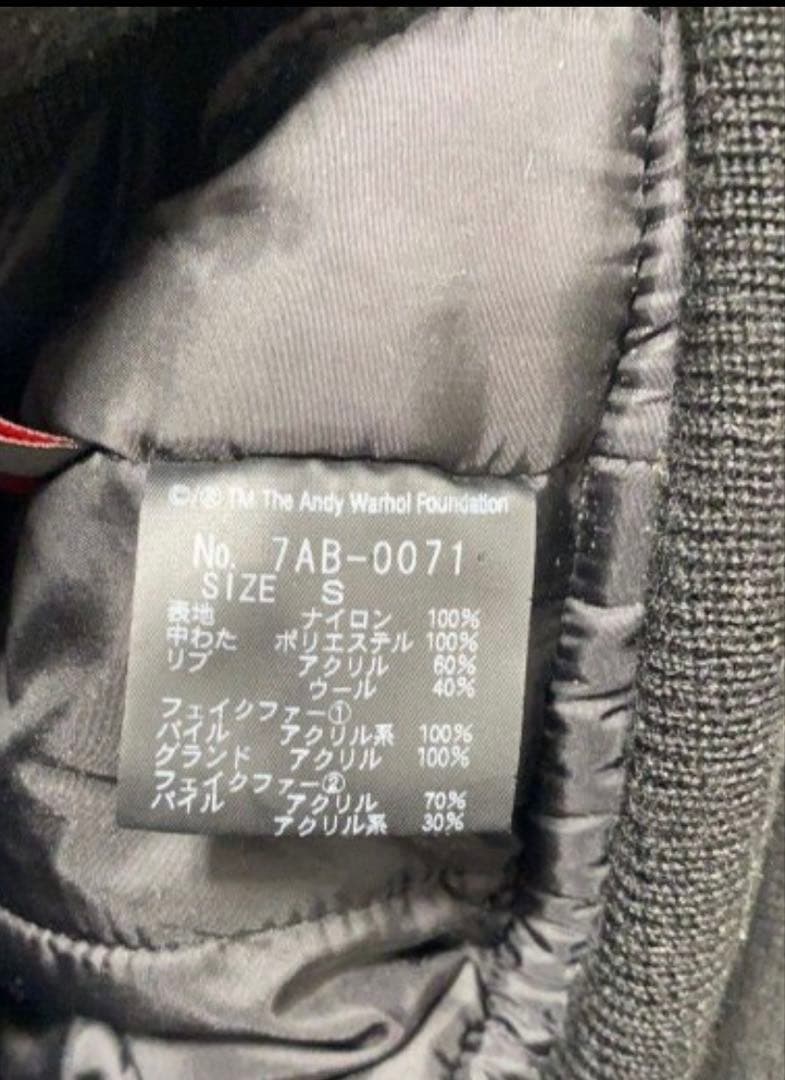 ©/® TM The Andy Warhol Foundation
No. 7AB-0071
SIZE S
表地 ナイロン 100%
中わた ポリエステル 100%
リブ アクリル 60%
ウール 40%
フェイクファー①
パイル アクリル系 100%
グランド アクリル 100%
フェイクファー②
パイル アクリル 70%
アクリル系 30%